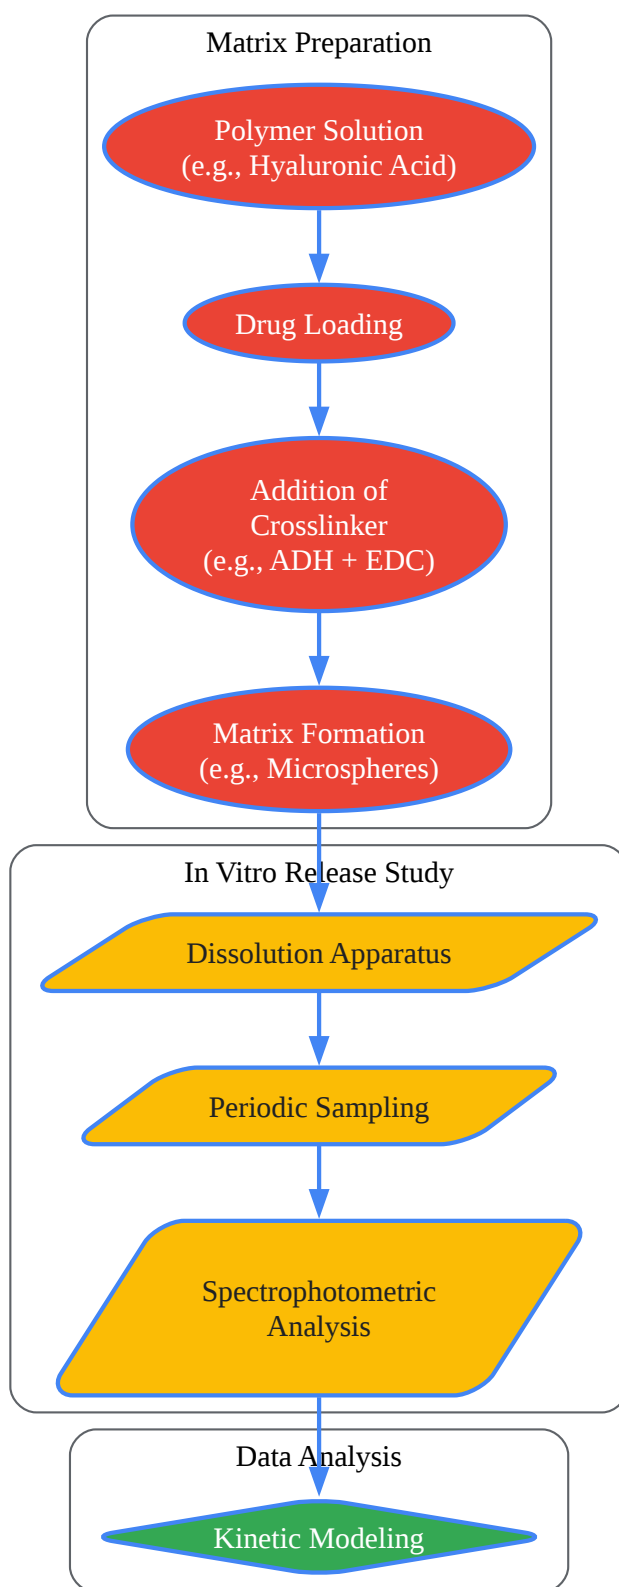 Matrix Preparation
Polymer Solution
(e.g., Hyaluronic Acid)
Drug Loading
Addition of
Crosslinker
(e.g., ADH + EDC)
Matrix Formation
(e.g., Microspheres)
In Vitro Release Study
Dissolution Apparatus
Periodic Sampling
Spectrophotometric
Analysis
Data Analysis
Kinetic Modeling